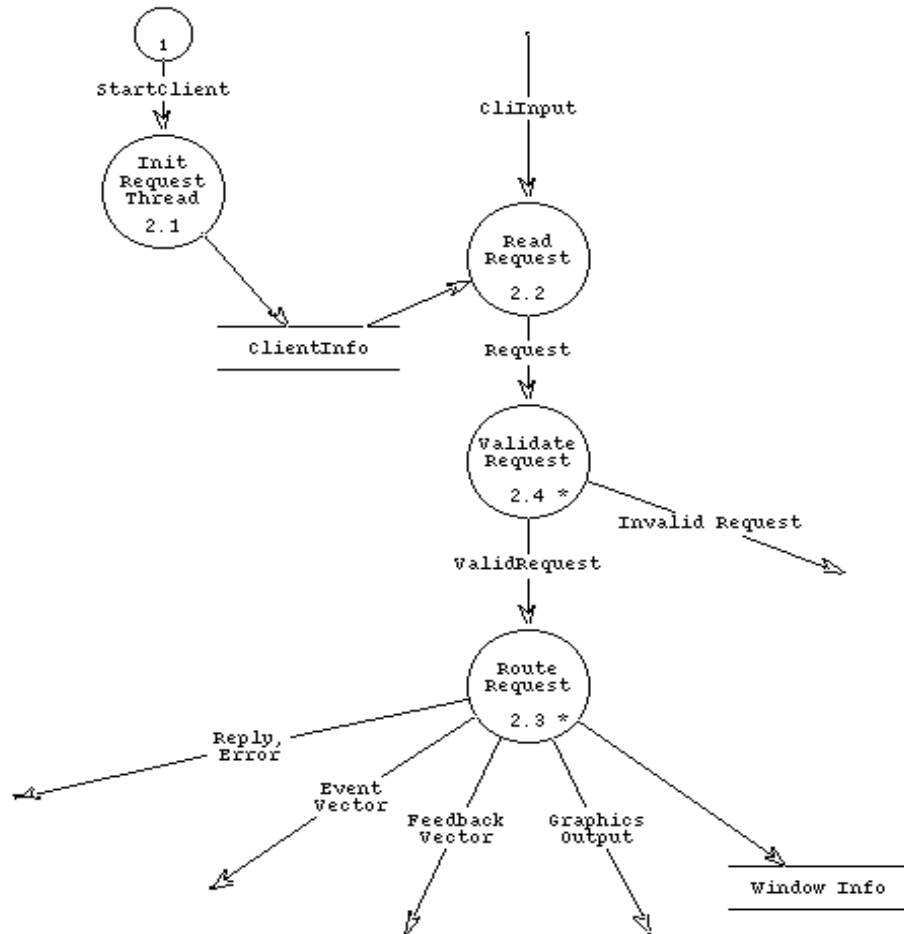 1
StartClient
CliInput
Init
Request
Thread
2.1
Read
Request
2.2
ClientInfo
Request
Validate
Request
2.4 *
Invalid Request
ValidRequest
Route
Request
2.3 *
Reply,
Error
Event
Vector
Feedback
Vector
Graphics
Output
Window Info